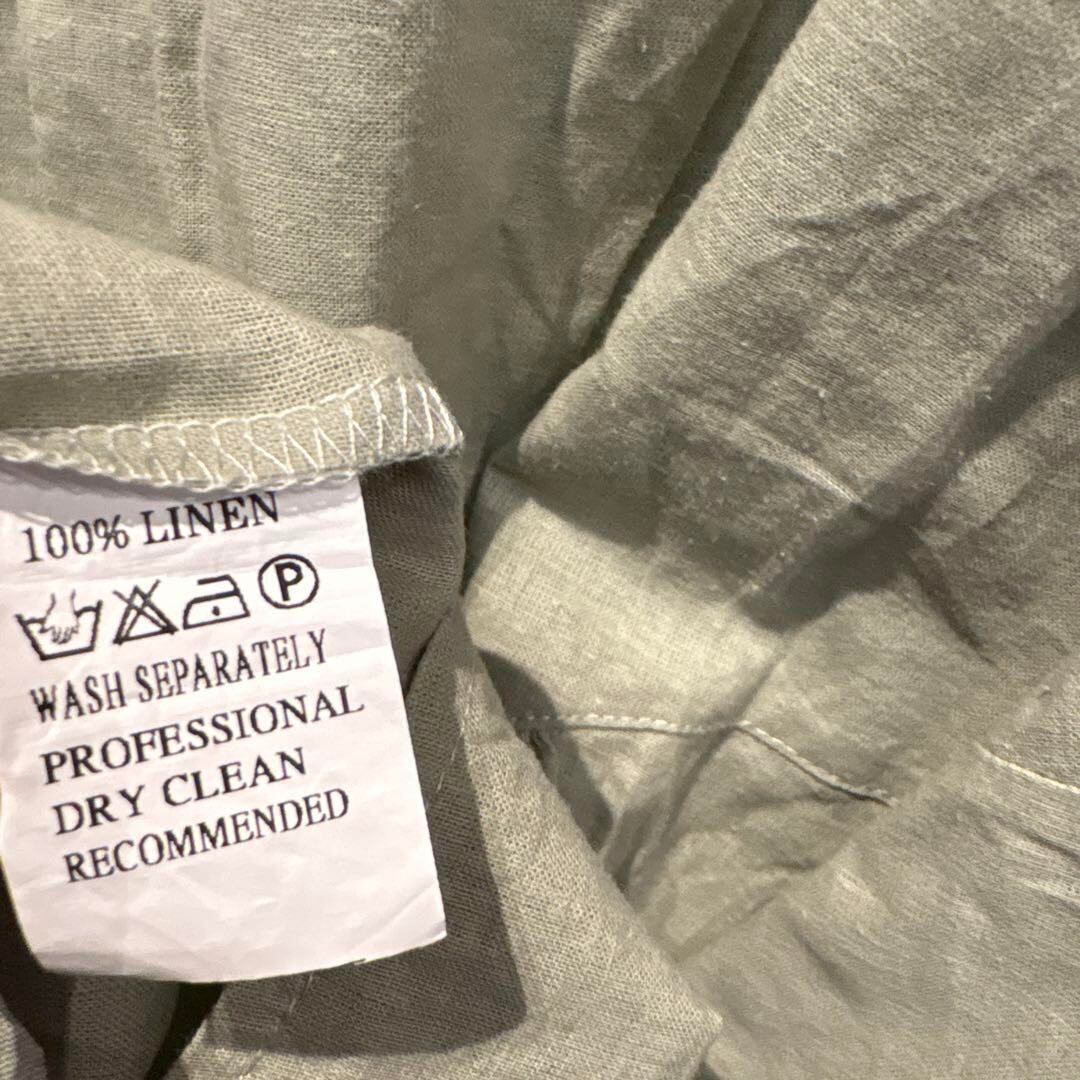 100% LINEN
P
WASH SEPARATELY
PROFESSIONAL
DRY CLEAN
RECOMMENDED